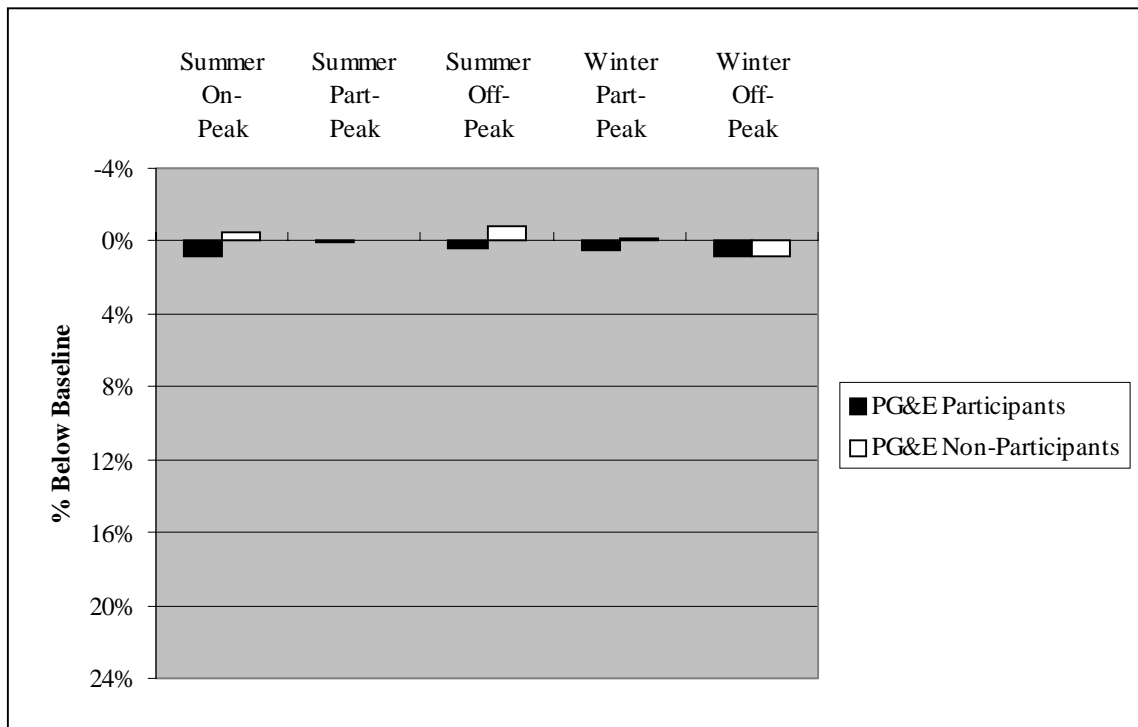 Summer On-Peak
Summer Part-Peak
Summer Off-Peak
Winter Part-Peak
Winter Off-Peak
-4%
0%
4%
8%
12%
16%
20%
24%
% Below Baseline
PG&E Participants
PG&E Non-Participants